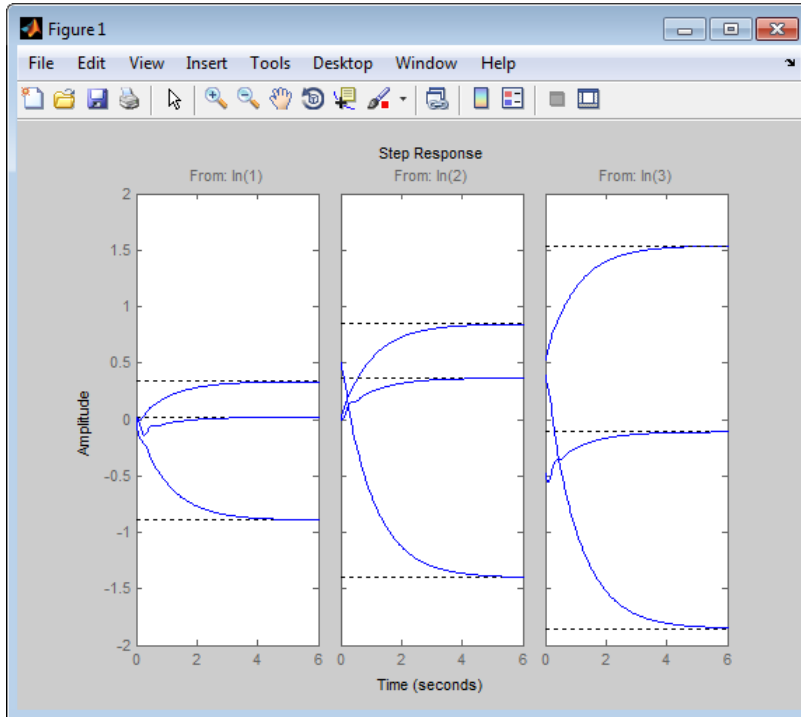 Figure 1
File Edit View Insert Tools Desktop Window Help
Step Response
From: In(1) From: In(2) From: In(3)
2
1.5
1
0.5
0
-0.5
-1
-1.5
-2
Amplitude
0 2 4 6 0 2 4 6 0 2 4 6
Time (seconds)